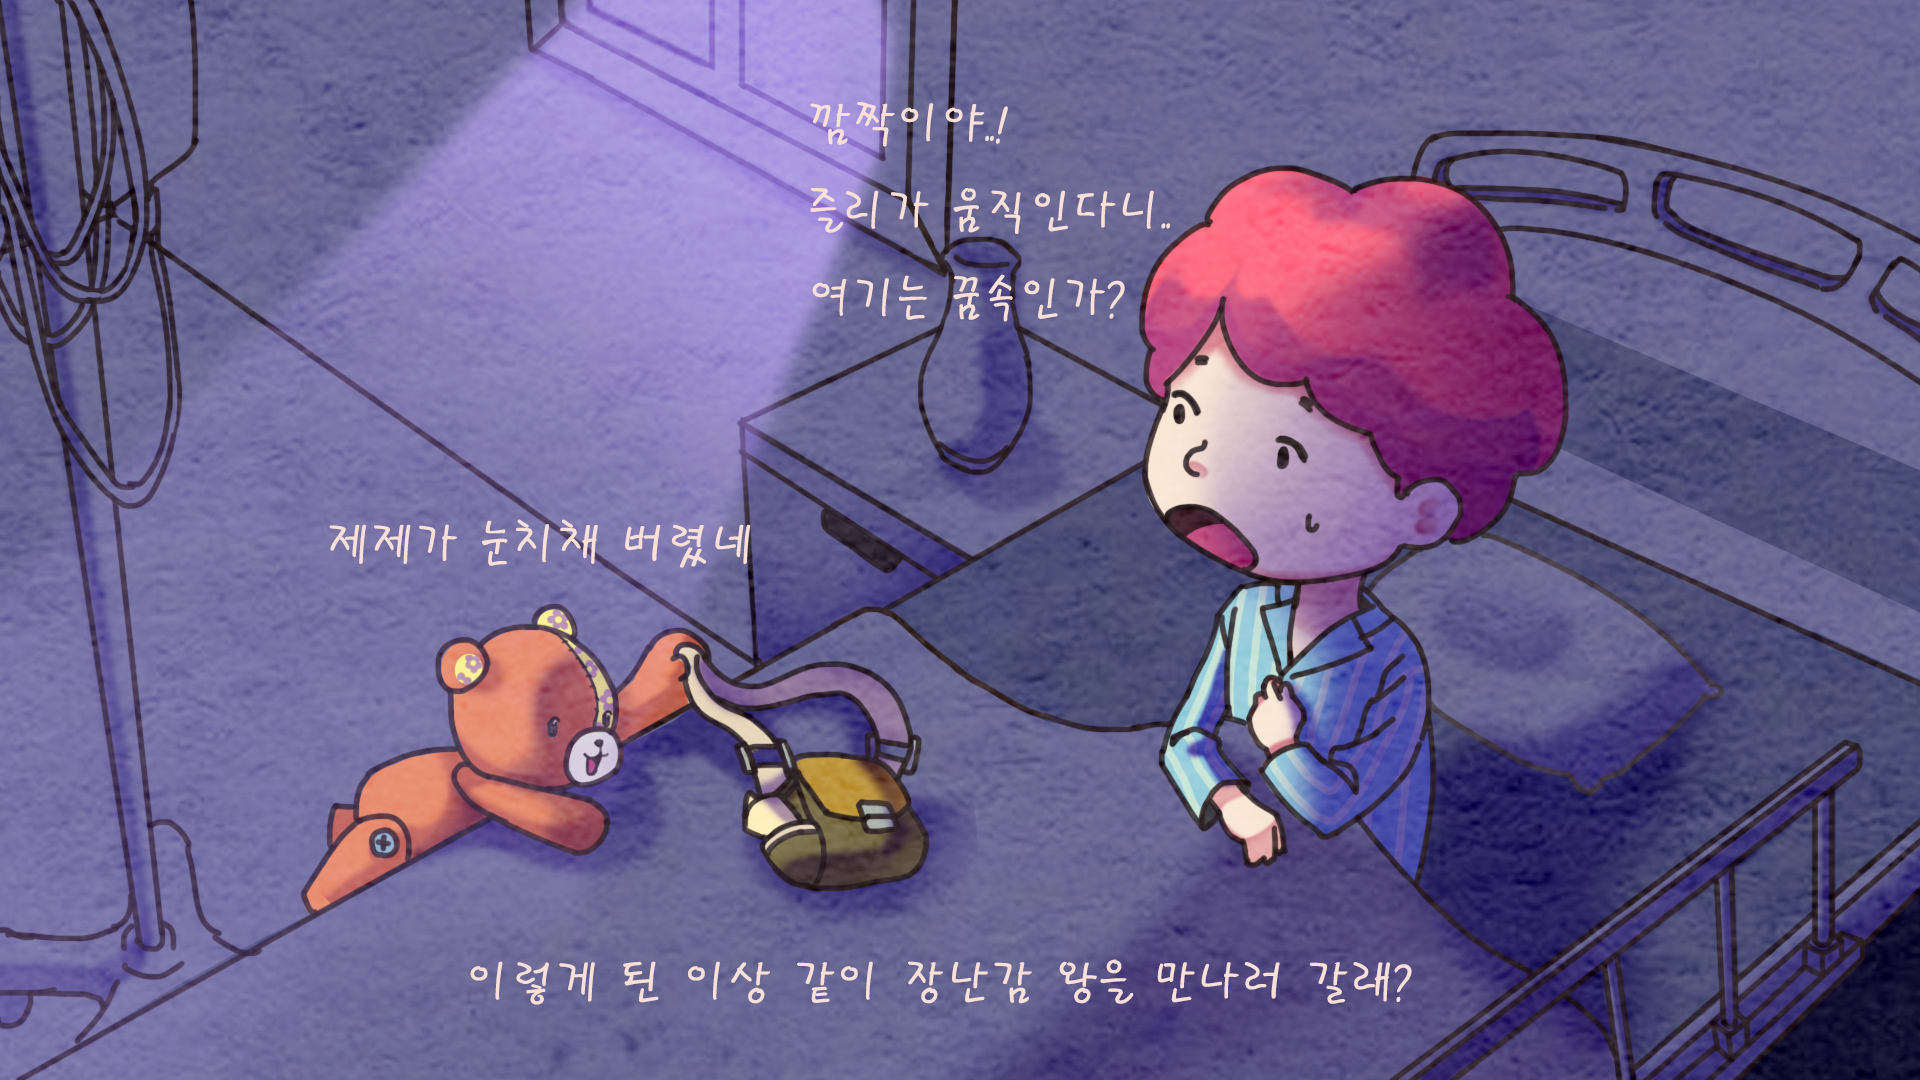 깜짝이야..!
즐리가 움직인다니..
여기는 꿈속인가?
제제가 눈치채 버렸네
이렇게 된 이상 같이 장난감 왕을 만나러 갈래?